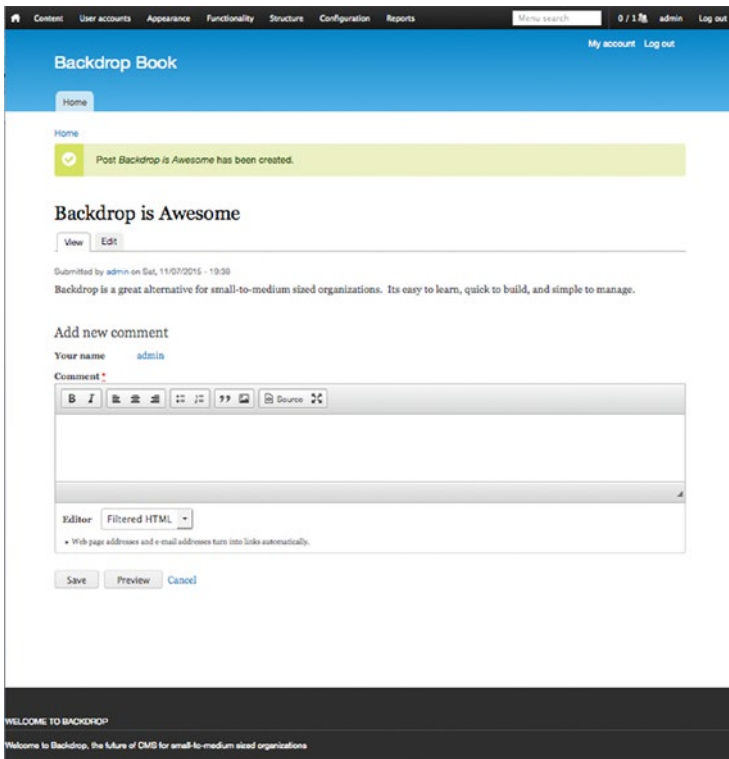 Content User accounts Appearance Functionality Structure Configuration Reports Menu search 0 / 1 admin Log out
My account Log out
Backdrop Book
Home
Home
Post Backdrop is Awesome has been created.
Backdrop is Awesome
View Edit
Submitted by admin on Sat, 11/07/2015 - 19:38
Backdrop is a great alternative for small-to-medium sized organizations. Its easy to learn, quick to build, and simple to manage.
Add new comment
Your name admin
Comment *
B I Source
Editor Filtered HTML
• Web page addresses and e-mail addresses turn into links automatically.
Save Preview Cancel
WELCOME TO BACKDROP
Welcome to Backdrop, the future of CMS for small-to-medium sized organizations